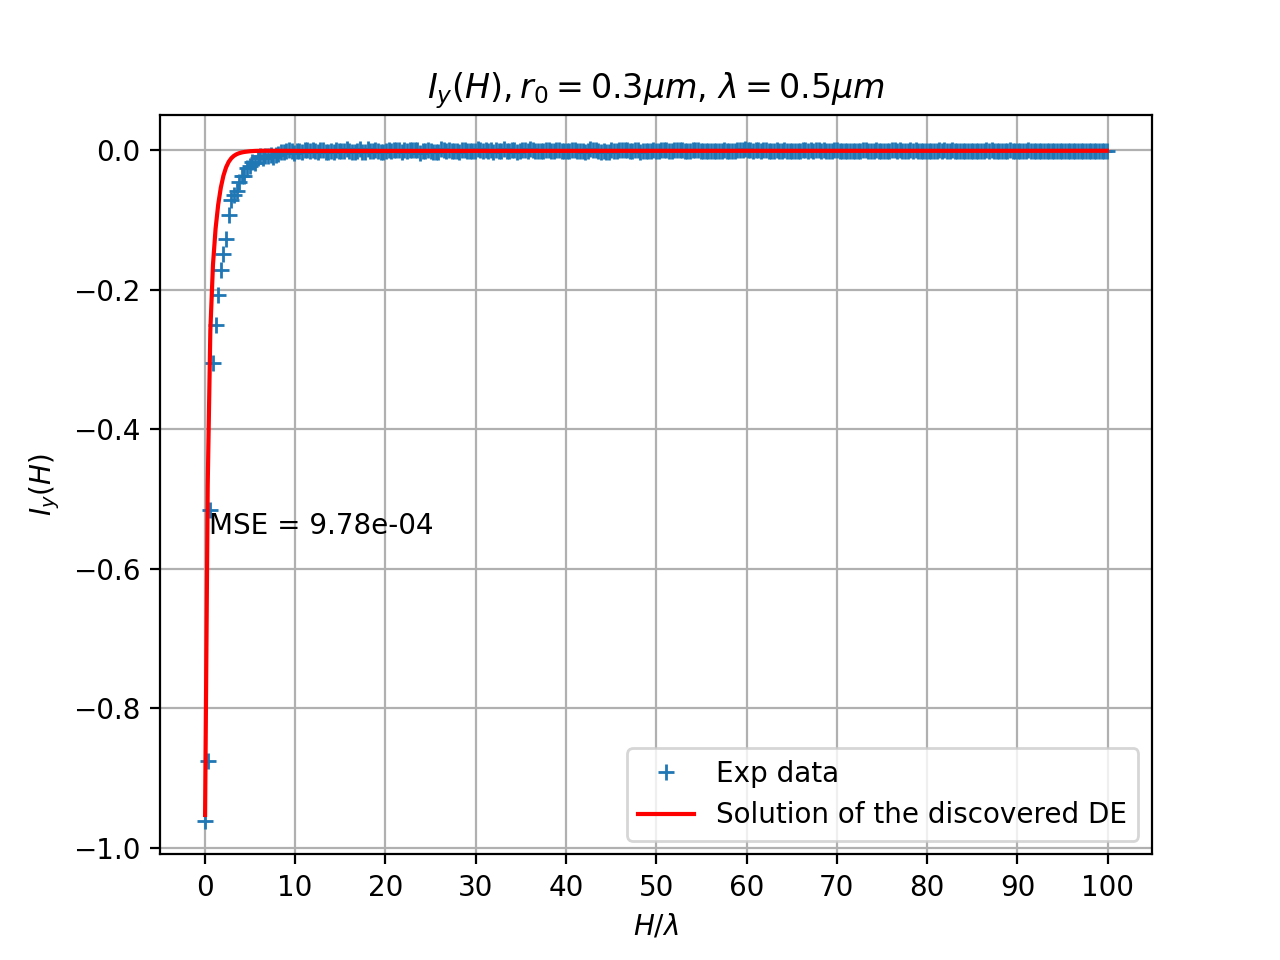 I_y(H), r_0 = 0.3μm, λ = 0.5μm
0.0
−0.2
−0.4
−0.6
−0.8
−1.0
I_y(H)
MSE = 9.78e-04
Exp data
Solution of the discovered DE
0 10 20 30 40 50 60 70 80 90 100
H/λ